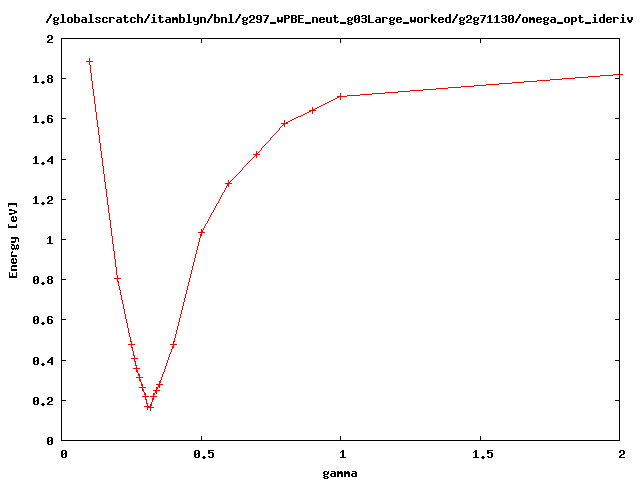 /globalscratch/itamblyn/bnl/g297_wPBE_neut_g03Large_worked/g2g71130/omega_opt_ideriv
2
1.8
1.6
1.4
1.2
1
0.8
0.6
0.4
0.2
0
Energy [eV]
0 0.5 1 1.5 2
gamma